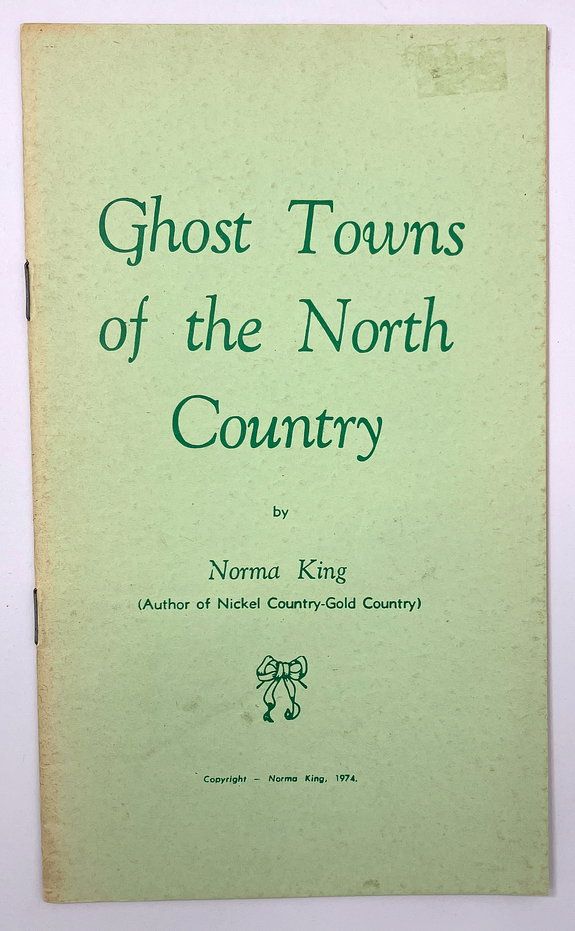 Ghost Towns
of the North
Country
by
Norma King
(Author of Nickel Country-Gold Country)
Copyright – Norma King, 1974.